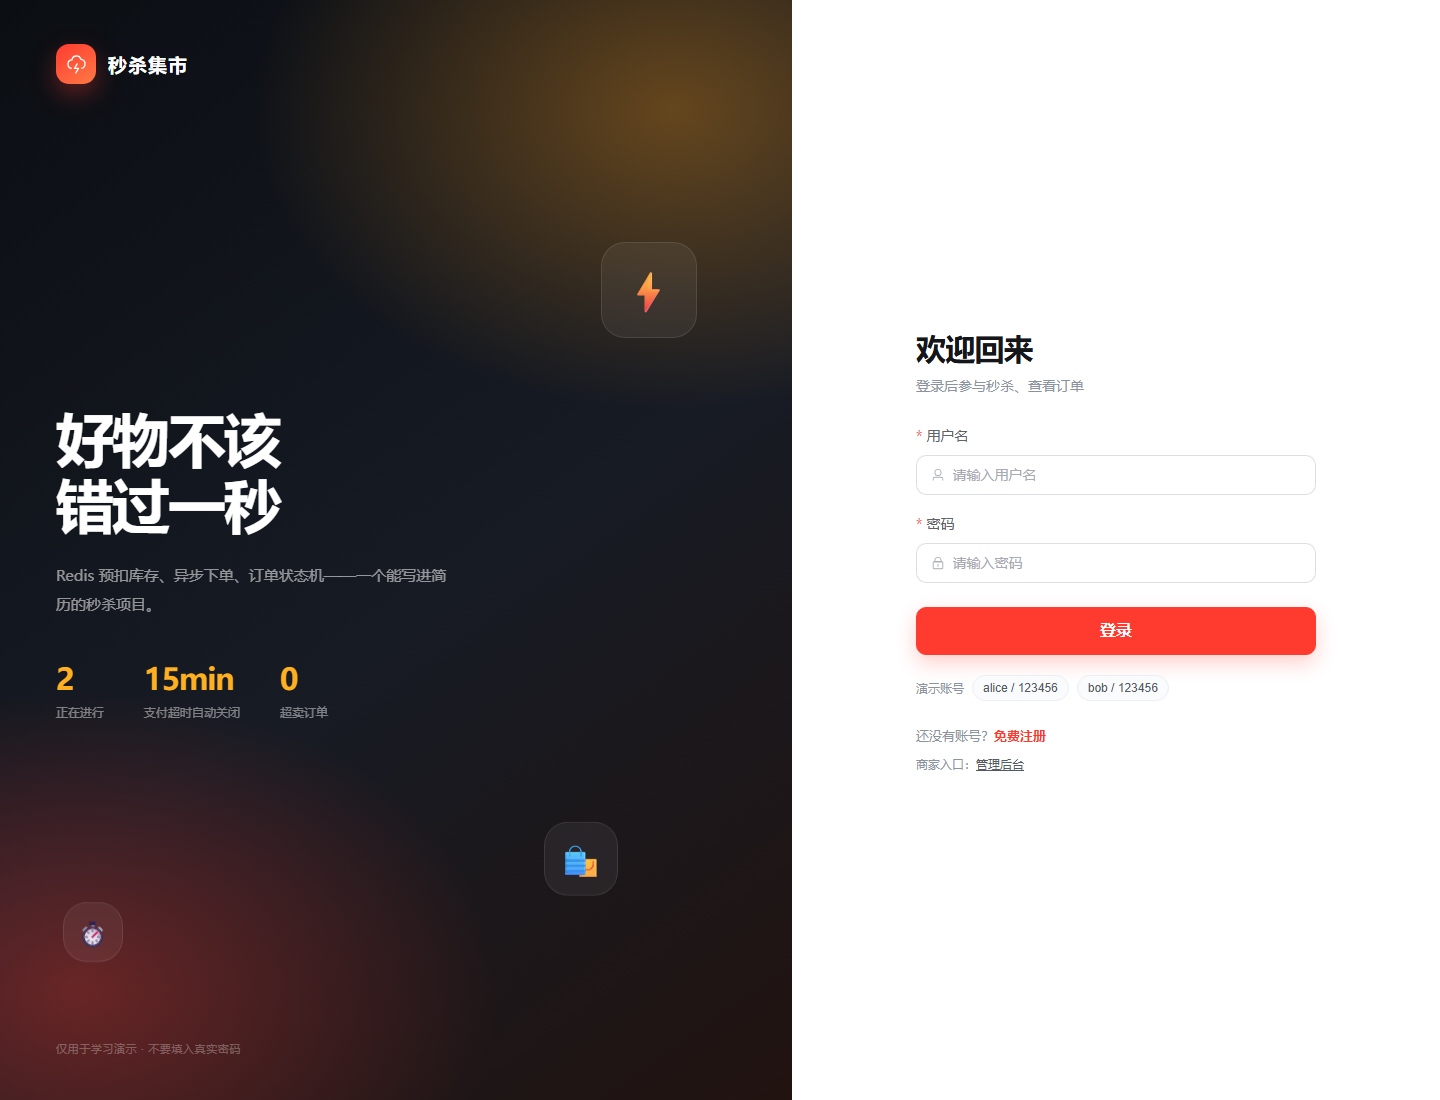 秒杀集市
好物不该
错过一秒
Redis 预扣库存、异步下单、订单状态机——一个能写进简
历的秒杀项目。
2
正在进行
15min
支付超时自动关闭
0
超卖订单
仅用于学习演示 · 不要填入真实密码
欢迎回来
登录后参与秒杀、查看订单
* 用户名
请输入用户名
* 密码
请输入密码
登录
演示账号 alice / 123456 bob / 123456
还没有账号？免费注册
商家入口：管理后台